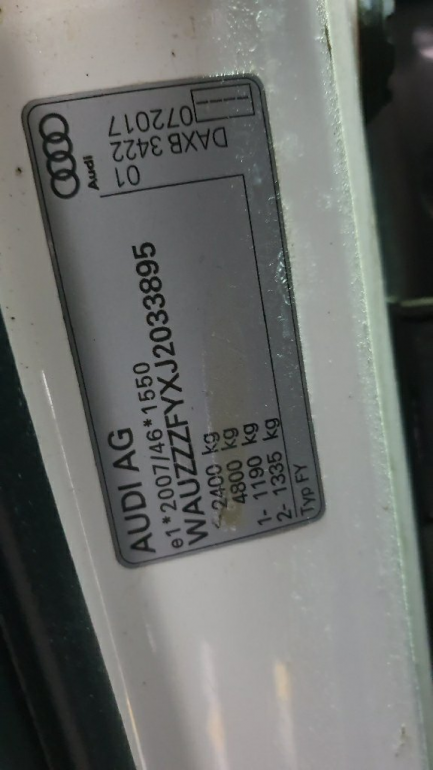 AUDI AG
e1*2007/46*1550
WAUZZZFYXJ2033895
2400 kg
4800 kg
1- 1190 kg
2- 1335 kg
Typ FY
Audi
01
DAXB 3422
072017